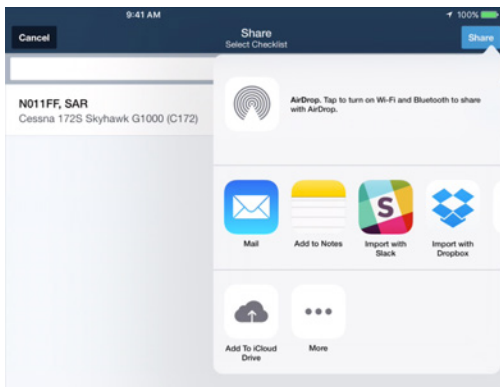 9:41 AM
100%
Cancel
Share
Select Checklist
Share
N011FF, SAR
Cessna 172S Skyhawk G1000 (C172)
AirDrop. Tap to turn on Wi-Fi and Bluetooth to share
with AirDrop.
Mail
Add to Notes
Import with
Slack
Import with
Dropbox
Add To iCloud
Drive
More